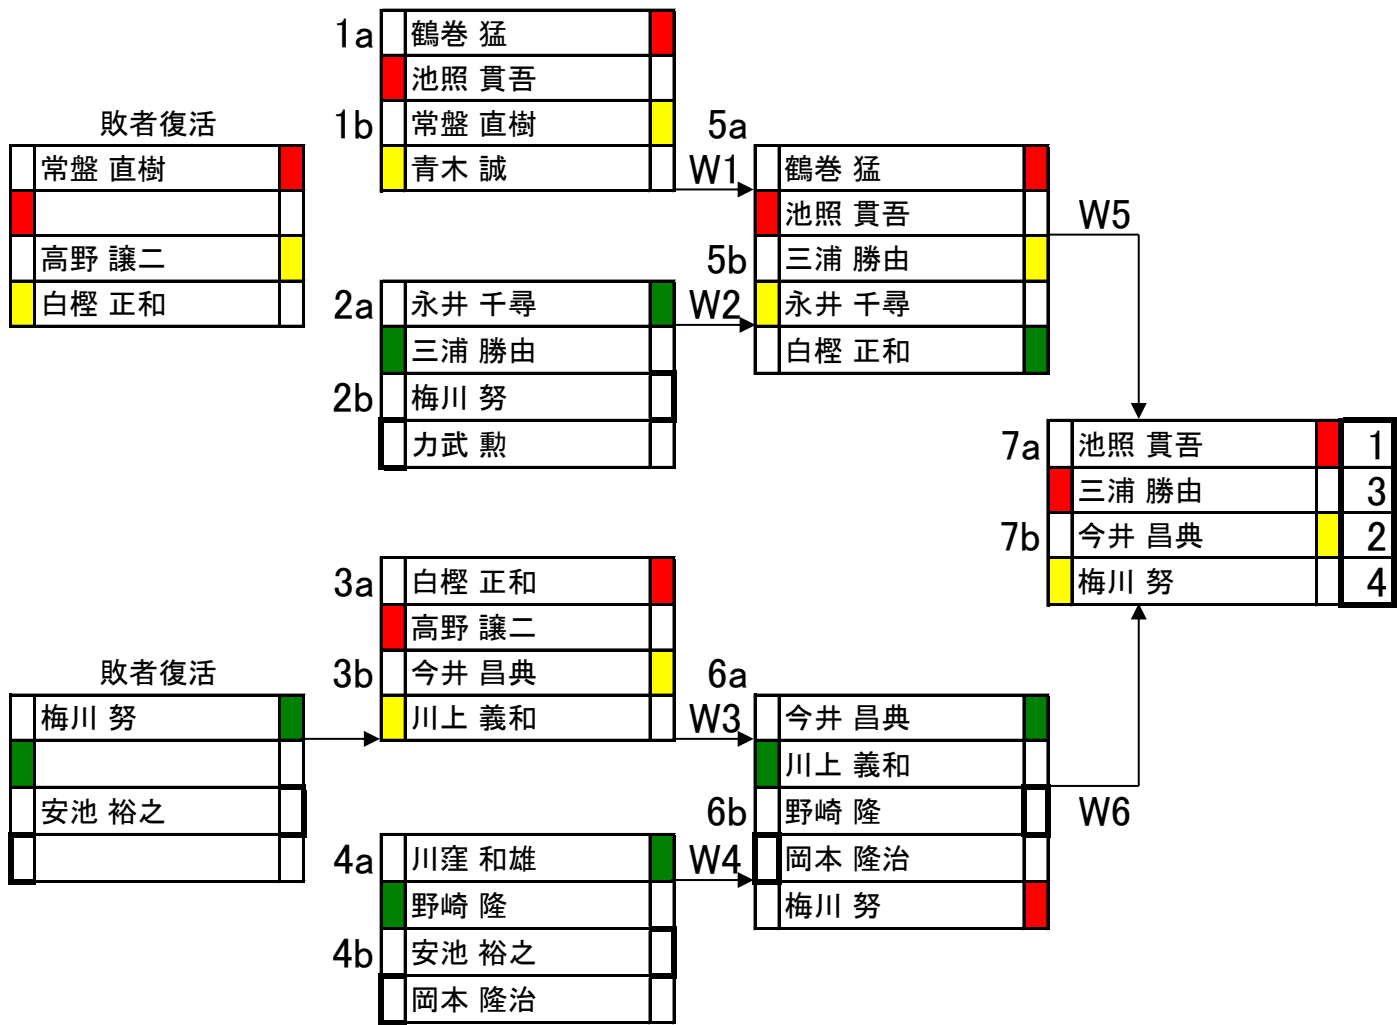 敗者復活
常盤 直樹
高野 譲二
白樫 正和
敗者復活
梅川 努
安池 裕之
1a 鶴巻 猛
池照 貫吾
1b 常盤 直樹
青木 誠
W1
2a 永井 千尋
三浦 勝由
2b 梅川 努
力武 勲
W2
3a 白樫 正和
高野 譲二
3b 今井 昌典
川上 義和
W3
4a 川窪 和雄
野崎 隆
4b 安池 裕之
岡本 隆治
W4
5a
鶴巻 猛
池照 貫吾
5b 三浦 勝由
永井 千尋
白樫 正和
W5
6a
今井 昌典
川上 義和
6b 野崎 隆
岡本 隆治
梅川 努
W6
7a 池照 貫吾 1
三浦 勝由 3
7b 今井 昌典 2
梅川 努 4